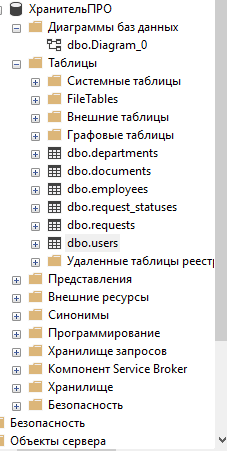 ХранительПРО
Диаграммы баз данных
dbo.Diagram_0
Таблицы
Системные таблицы
FileTables
Внешние таблицы
Графовые таблицы
dbo.departments
dbo.documents
dbo.employees
dbo.request_statuses
dbo.requests
dbo.users
Удаленные таблицы реест
Представления
Внешние ресурсы
Синонимы
Программирование
Хранилище запросов
Компонент Service Broker
Хранилище
Безопасность
Безопасность
Объекты сервера